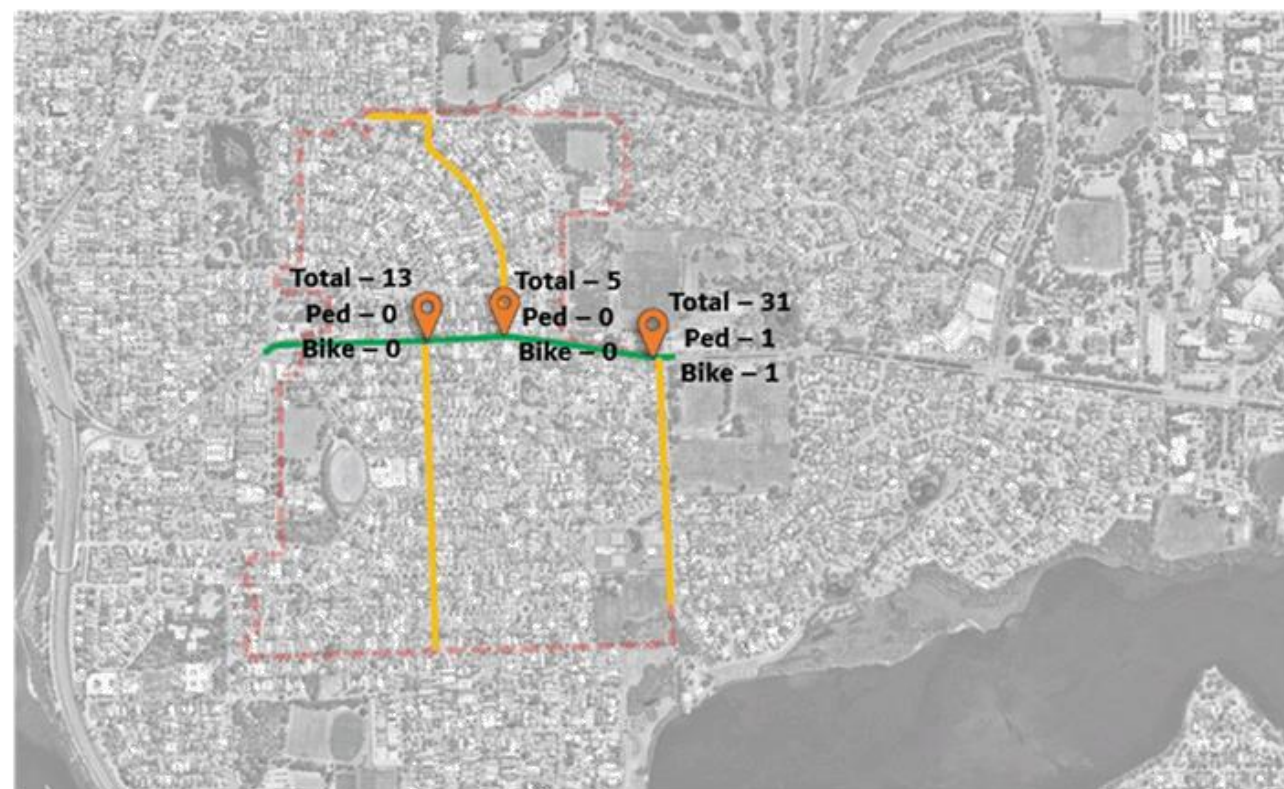 Total – 13
Ped – 0
Bike – 0
Total – 5
Ped – 0
Bike – 0
Total – 31
Ped – 1
Bike – 1